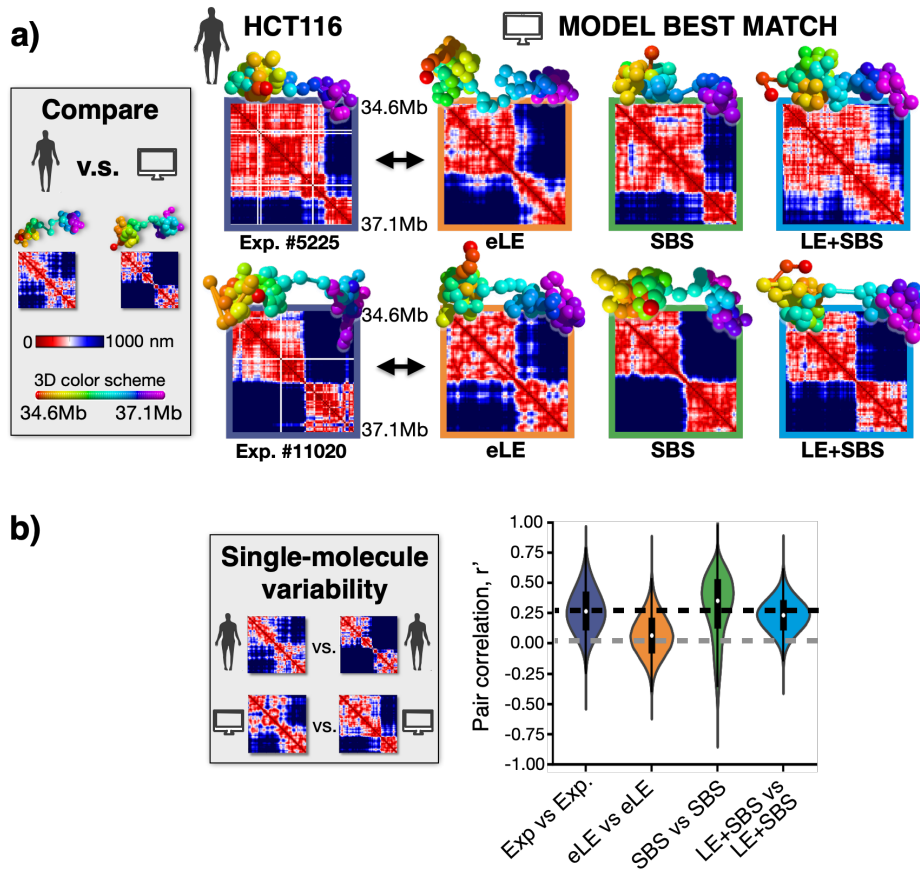 a)
HCT116
MODEL BEST MATCH
Compare
v.s.
0
1000 nm
3D color scheme
34.6Mb
37.1Mb
34.6Mb
37.1Mb
Exp. #5225
eLE
SBS
LE+SBS
34.6Mb
37.1Mb
Exp. #11020
eLE
SBS
LE+SBS
b)
Single-molecule
variability
vs.
vs.
Pair correlation, r’
1.00
0.75
0.50
0.25
0.00
-0.25
-0.50
-0.75
-1.00
Exp vs Exp.
eLE vs eLE
SBS vs SBS
LE+SBS vs
LE+SBS